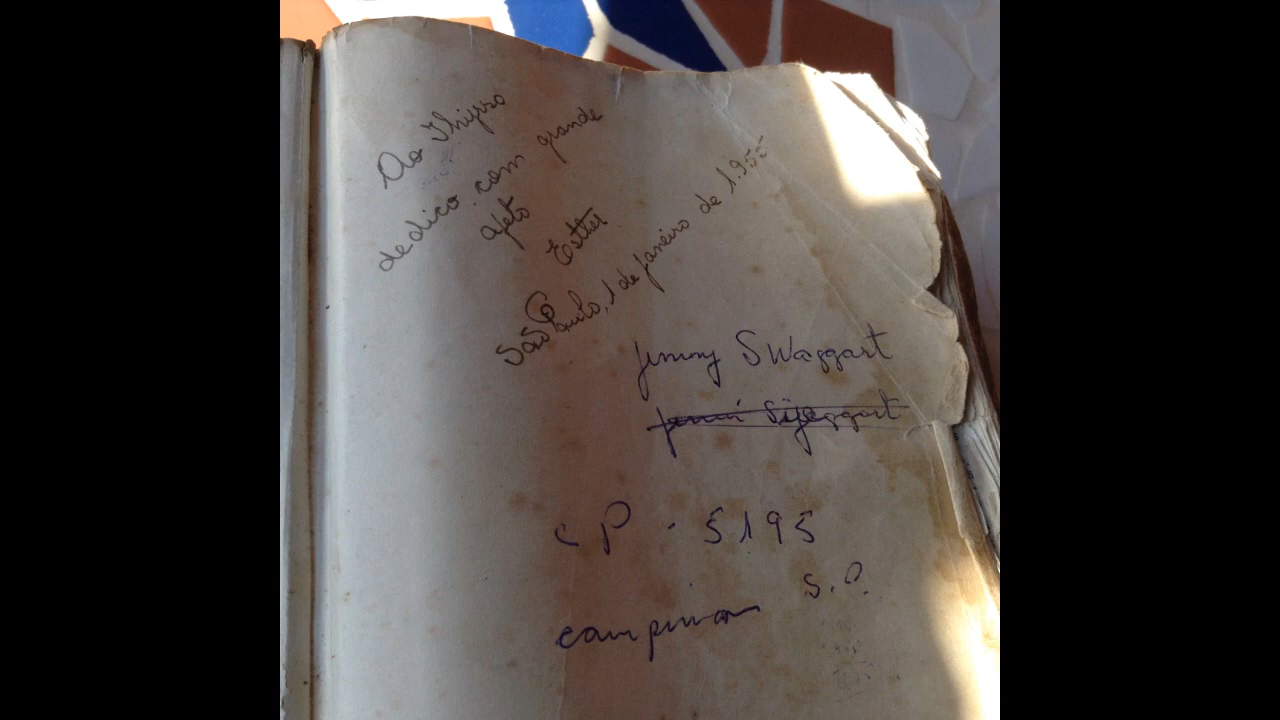 Ao Thyrso
dedico com grande
afeto
Esther
São Paulo, 1 de janeiro de 1.955
Jimmy SWaggart
CP. 5195
campinas S.P.